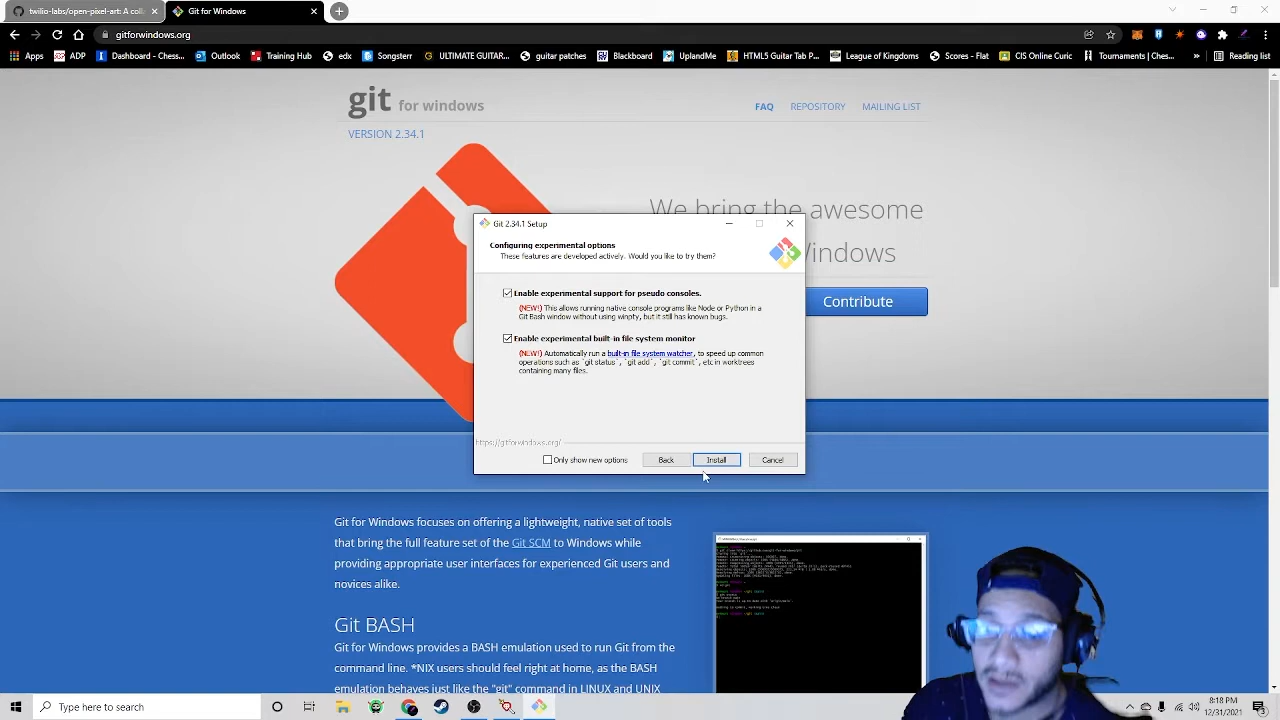 twilio-labs/open-pixel-art: A colla
Git for Windows
gitforwindows.org
Apps
APP
Dashboard - Chess...
Outlook
Training Hub
edx
Songsterr
ULTIMATE GUITAR...
guitar patches
Blackboard
UplandMe
HTML5 Guitar Tab P...
League of Kingdoms
Scores - Flat
CIS Online Curic
Tournaments | Chess....
Reading list
git for windows
FAQ
REPOSITORY
MAILING LIST
VERSION 2.34.1
We bring the awesome
Windows
Contribute
Git 2.34.1 Setup
Configuring experimental options
These features are developed actively. Would you like to try them?
Enable experimental support for pseudo consoles.
(NEW!) This allows running native console programs like Node or Python in a
Git Bash window without using winpty, but it still has known bugs.
Enable experimental built-in file system monitor
(NEW!) Automatically run a built-in file system watcher, to speed up common
operations such as `git status`, `git add`, `git commit`, etc in worktrees
containing many files.
https://gitforwindows.org/
Only show new options
Back
Install
Cancel
Git for Windows focuses on offering a lightweight, native set of tools
that bring the full feature set of the Git SCM to Windows while
providing appropriate user interfaces for experienced Git users and
novices alike.
Git BASH
Git for Windows provides a BASH emulation used to run Git from the
command line. *NIX users should feel right at home, as the BASH
emulation behaves just like the "git" command in LINUX and UNIX
Type here to search
8:18 PM
12/31/2021